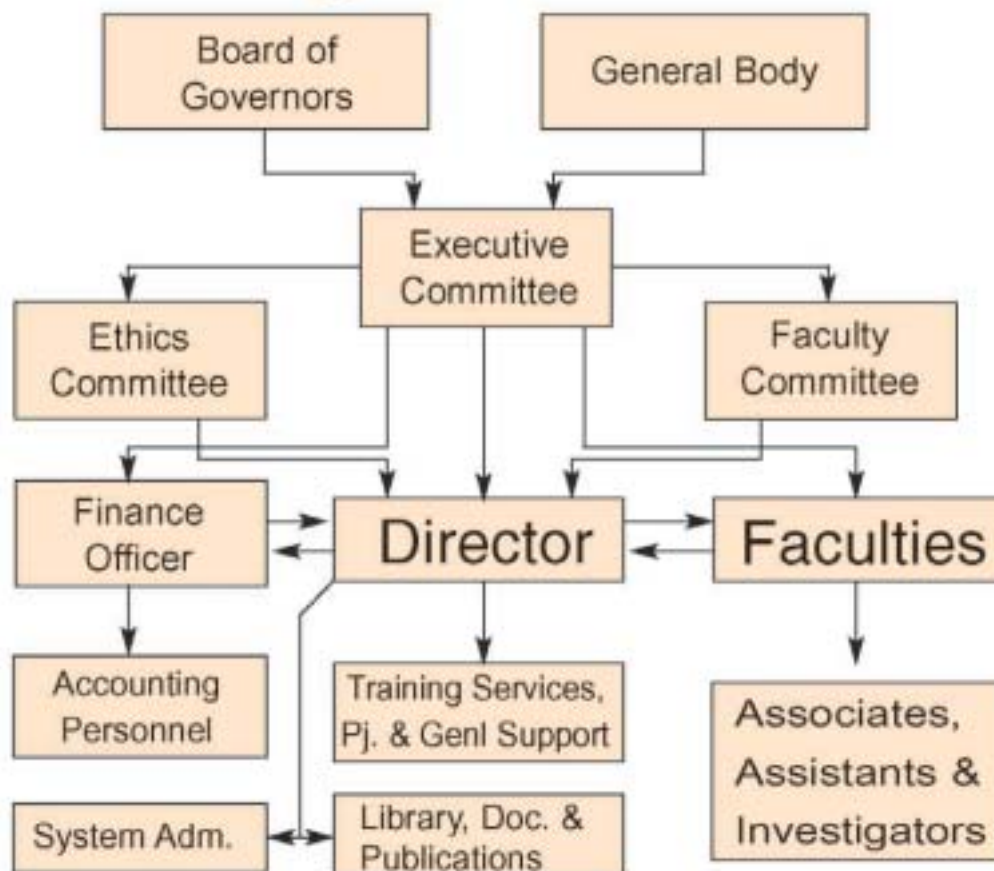 Board of
Governors
General Body
Executive
Committee
Ethics
Committee
Faculty
Committee
Finance
Officer
Director
Faculties
Accounting
Personnel
Training Services,
Pj. & Genl Support
Associates,
Assistants &
Investigators
System Adm.
Library, Doc. &
Publications